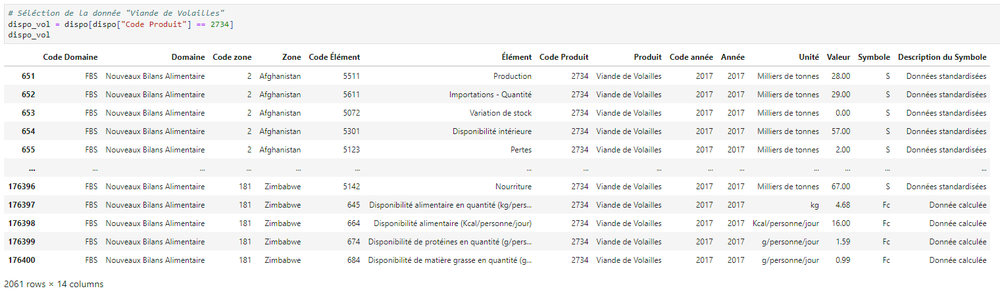 # Séléction de la donnée "Viande de Volailles"
dispo_vol = dispo[dispo["Code Produit"] == 2734]
dispo_vol
Code Domaine Domaine Code zone Zone Code Élément Élément Code Produit Produit Code année Année Unité Valeur Symbole Description du Symbole
651 FBS Nouveaux Bilans Alimentaire 2 Afghanistan 5511 Production 2734 Viande de Volailles 2017 2017 Milliers de tonnes 28.00 S Données standardisées
652 FBS Nouveaux Bilans Alimentaire 2 Afghanistan 5611 Importations - Quantité 2734 Viande de Volailles 2017 2017 Milliers de tonnes 29.00 S Données standardisées
653 FBS Nouveaux Bilans Alimentaire 2 Afghanistan 5072 Variation de stock 2734 Viande de Volailles 2017 2017 Milliers de tonnes 0.00 S Données standardisées
654 FBS Nouveaux Bilans Alimentaire 2 Afghanistan 5301 Disponibilité intérieure 2734 Viande de Volailles 2017 2017 Milliers de tonnes 57.00 S Données standardisées
655 FBS Nouveaux Bilans Alimentaire 2 Afghanistan 5123 Pertes 2734 Viande de Volailles 2017 2017 Milliers de tonnes 2.00 S Données standardisées
... ... ... ... ... ... ... ... ... ... ... ... ... ... ...
176396 FBS Nouveaux Bilans Alimentaire 181 Zimbabwe 5142 Nourriture 2734 Viande de Volailles 2017 2017 Milliers de tonnes 67.00 S Données standardisées
176397 FBS Nouveaux Bilans Alimentaire 181 Zimbabwe 645 Disponibilité alimentaire en quantité (kg/pers... 2734 Viande de Volailles 2017 2017 kg 4.68 Fc Donnée calculée
176398 FBS Nouveaux Bilans Alimentaire 181 Zimbabwe 664 Disponibilité alimentaire (Kcal/personne/jour) 2734 Viande de Volailles 2017 2017 Kcal/personne/jour 16.00 Fc Donnée calculée
176399 FBS Nouveaux Bilans Alimentaire 181 Zimbabwe 674 Disponibilité de protéines en quantité (g/pers... 2734 Viande de Volailles 2017 2017 g/personne/jour 1.59 Fc Donnée calculée
176400 FBS Nouveaux Bilans Alimentaire 181 Zimbabwe 684 Disponibilité de matière grasse en quantité (g... 2734 Viande de Volailles 2017 2017 g/personne/jour 0.99 Fc Donnée calculée
2061 rows × 14 columns